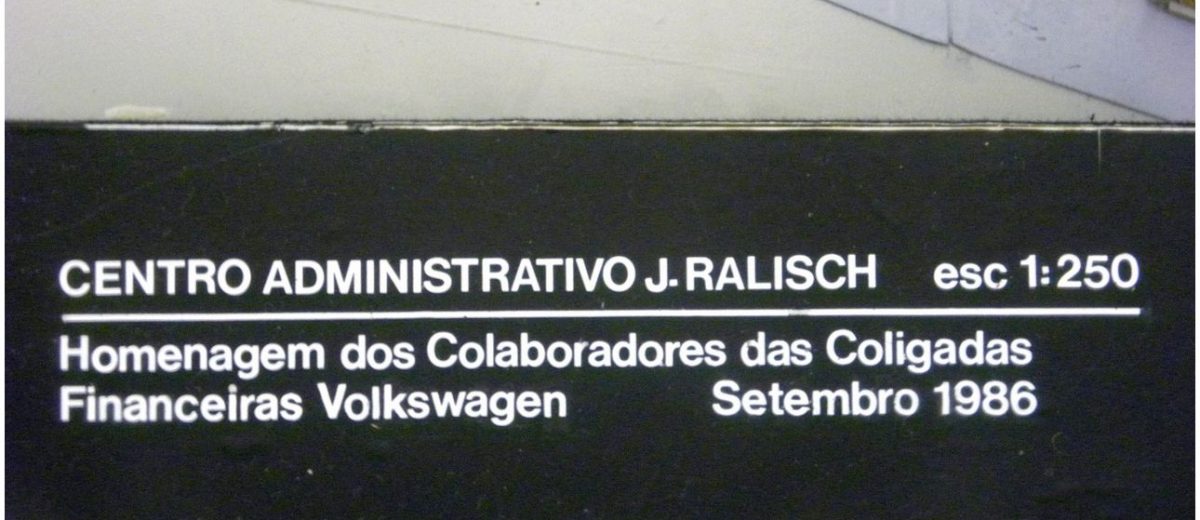 CENTRO ADMINISTRATIVO J. RALISCH esc 1:250
Homenagem dos Colaboradores das Coligadas
Financeiras Volkswagen Setembro 1986